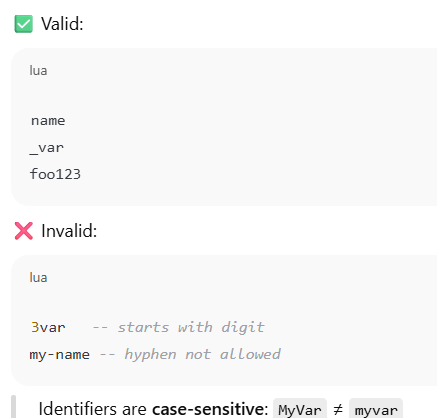 ✅ Valid:
lua
name
_var
foo123
❌ Invalid:
lua
3var   -- starts with digit
my-name -- hyphen not allowed
Identifiers are case-sensitive: MyVar ≠ myvar